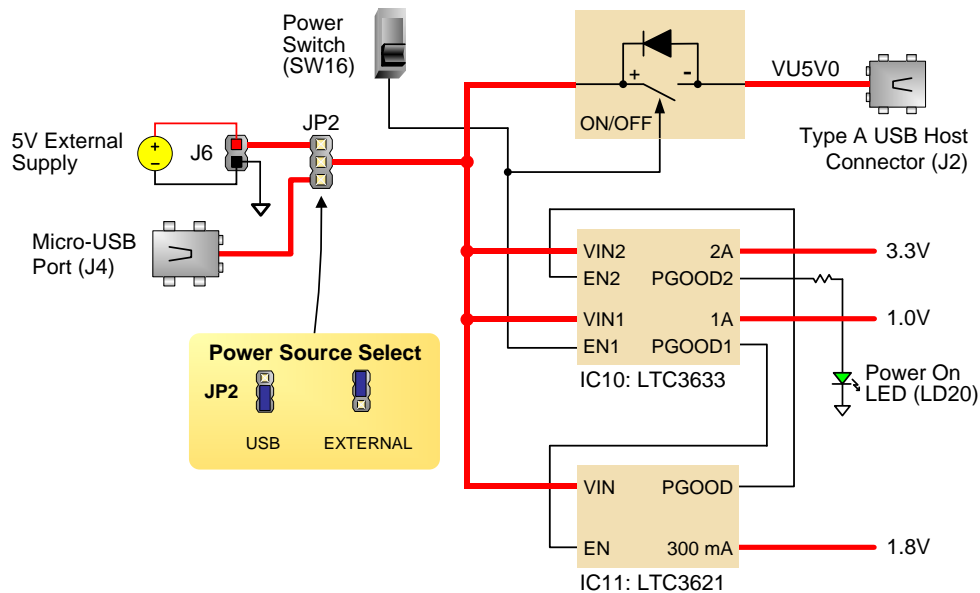 Power
Switch
(SW16)
5V External
Supply
+
–
J6
JP2
Micro-USB
Port (J4)
+
-
ON/OFF
VU5V0
Type A USB Host
Connector (J2)
VIN2
EN2
VIN1
EN1
2A
PGOOD2
1A
PGOOD1
IC10: LTC3633
3.3V
1.0V
Power On
LED (LD20)
Power Source Select
JP2
USB
EXTERNAL
VIN
PGOOD
EN
300 mA
1.8V
IC11: LTC3621